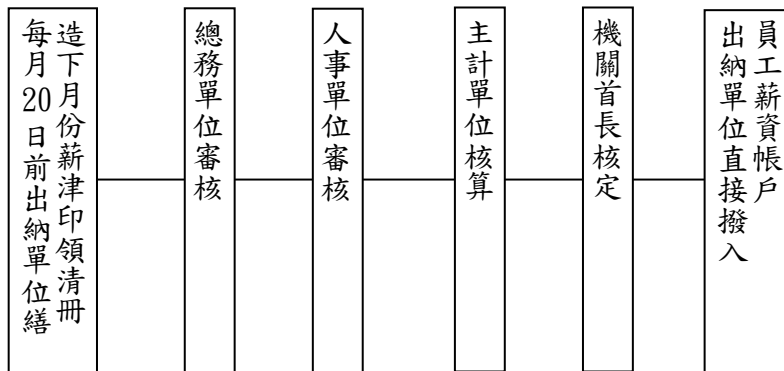 每月20日前出納單位繕
造下月份薪津印領清冊
總務單位審核
人事單位審核
主計單位核算
機關首長核定
出納單位直接撥入
員工薪資帳戶